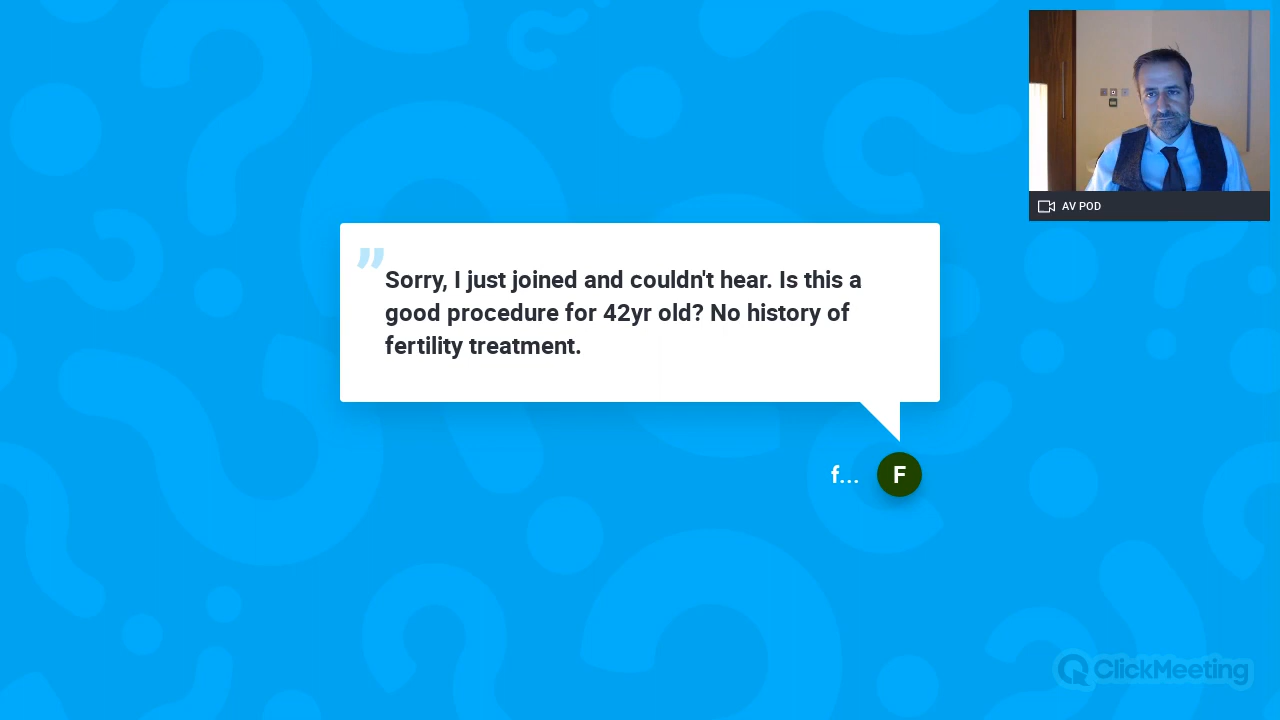 AV POD
”
Sorry, I just joined and couldn't hear. Is this a
good procedure for 42yr old? No history of
fertility treatment.
f...
F
ClickMeeting